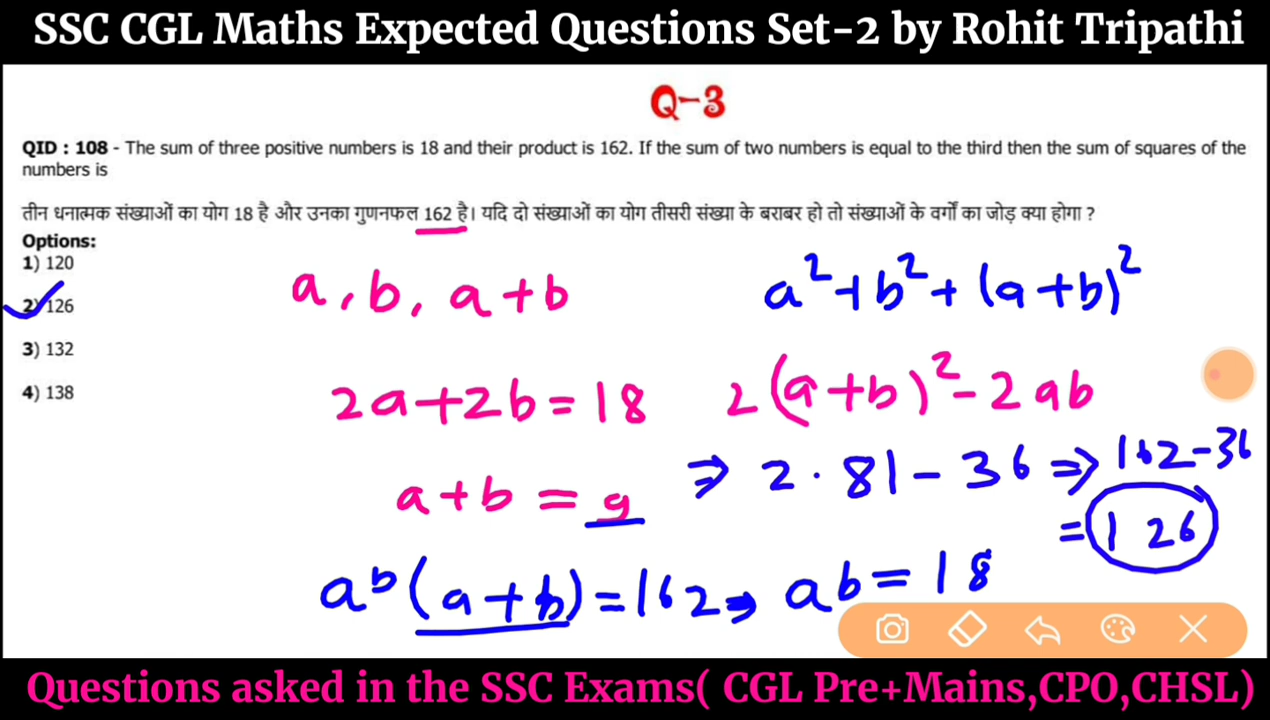 SSC CGL Maths Expected Questions Set-2 by Rohit Tripathi
Q-3
QID : 108 - The sum of three positive numbers is 18 and their product is 162. If the sum of two numbers is equal to the third then the sum of squares of the
numbers is
तीन धनात्मक संख्याओं का योग 18 है और उनका गुणनफल 162 है। यदि दो संख्याओं का योग तीसरी संख्या के बराबर हो तो संख्याओं के वर्गों का जोड़ क्या होगा ?
Options:
1) 120
2) 126
3) 132
4) 138
a, b, a+b
2a+2b=18
a+b = 9
ab(a+b)=162⇒ ab=18
a²+b²+(a+b)²
2(a+b)²-2ab
⇒ 2·81-36⇒162-36
=126
Questions asked in the SSC Exams( CGL Pre+Mains,CPO,CHSL)